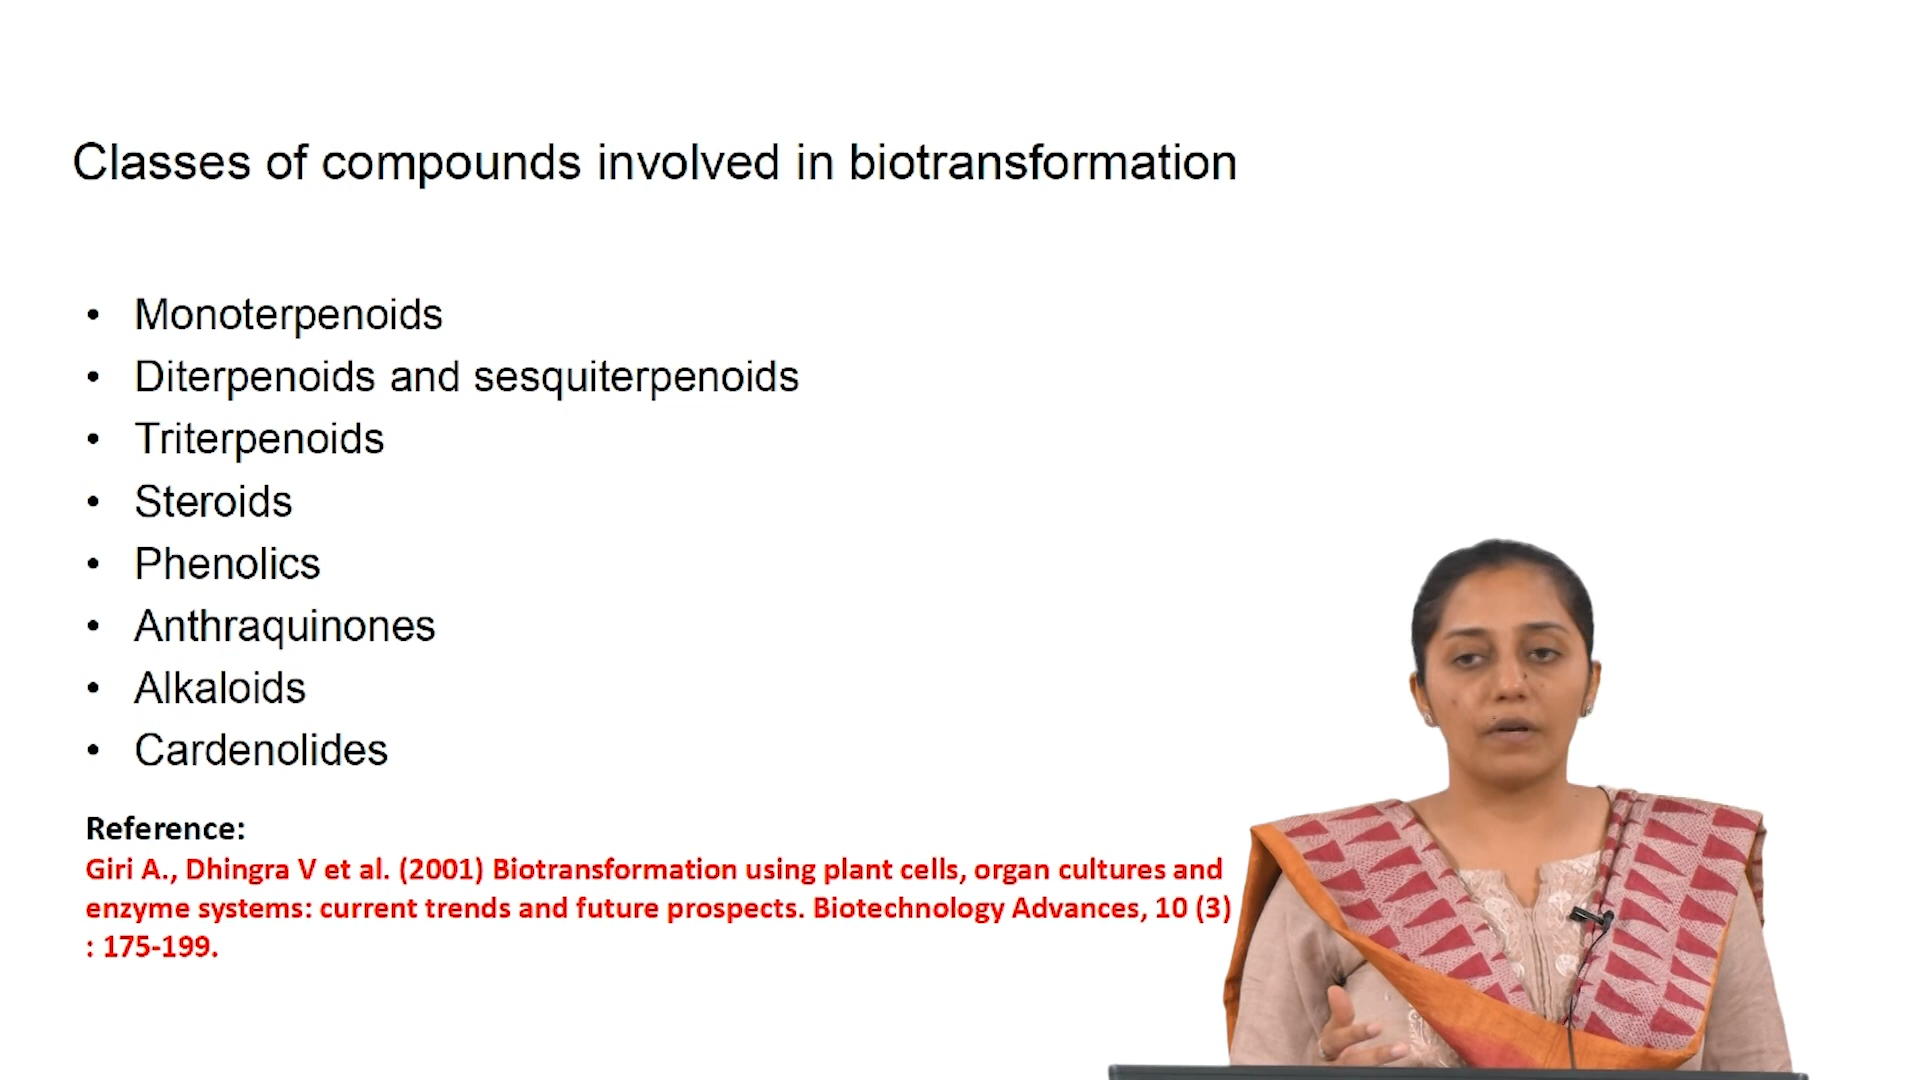 Classes of compounds involved in biotransformation
• Monoterpenoids
• Diterpenoids and sesquiterpenoids
• Triterpenoids
• Steroids
• Phenolics
• Anthraquinones
• Alkaloids
• Cardenolides
Reference:
Giri A., Dhingra V et al. (2001) Biotransformation using plant cells, organ cultures and
enzyme systems: current trends and future prospects. Biotechnology Advances, 10 (3)
: 175-199.